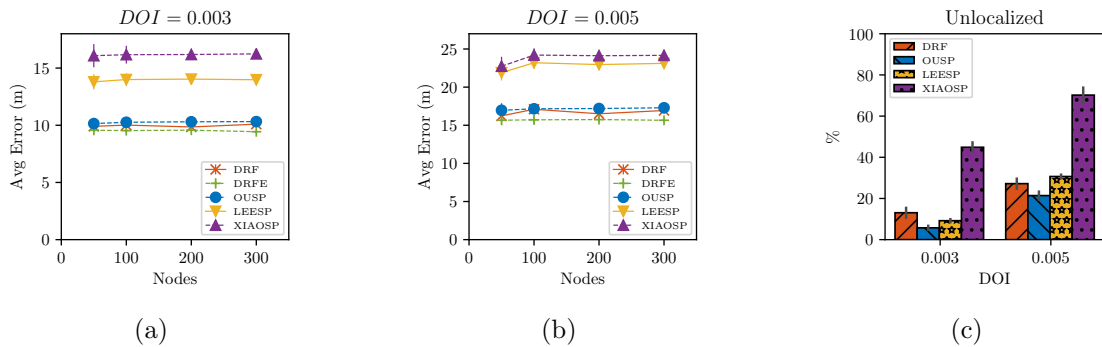 DOI = 0.003
Avg Error (m)
15
10
5
0
0 100 200 300
Nodes
DRF
DRFE
OUSP
LEESP
XIAOSP
(a)
DOI = 0.005
Avg Error (m)
25
20
15
10
5
0
0 100 200 300
Nodes
DRF
DRFE
OUSP
LEESP
XIAOSP
(b)
Unlocalized
%
100
80
60
40
20
0
0.003 0.005
DOI
DRF
OUSP
LEESP
XIAOSP
(c)